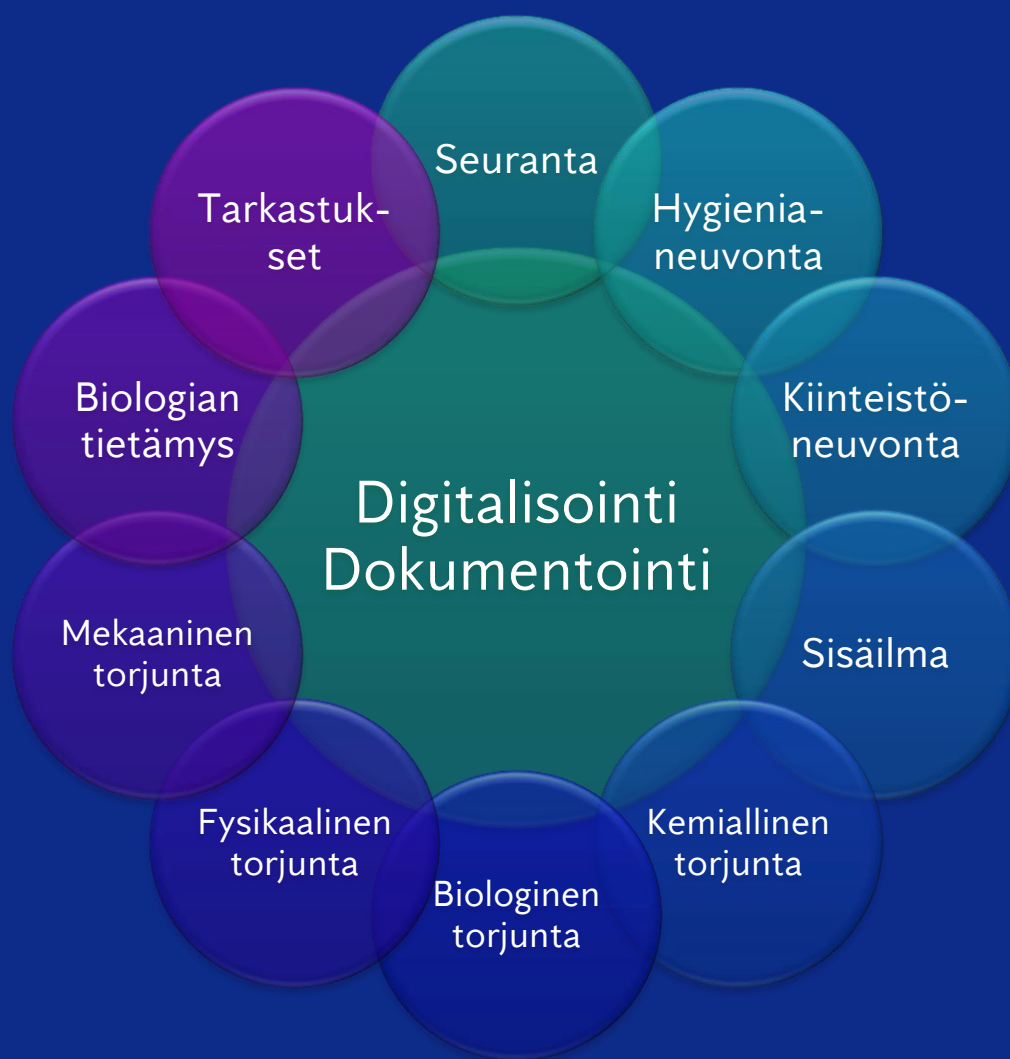 Seuranta
Hygienia-
neuvonta
Kiinteistö-
neuvonta
Sisäilma
Kemiallinen
torjunta
Biologinen
torjunta
Fysikaalinen
torjunta
Mekaaninen
torjunta
Biologian
tietämys
Tarkastuk-
set
Digitalisointi
Dokumentointi